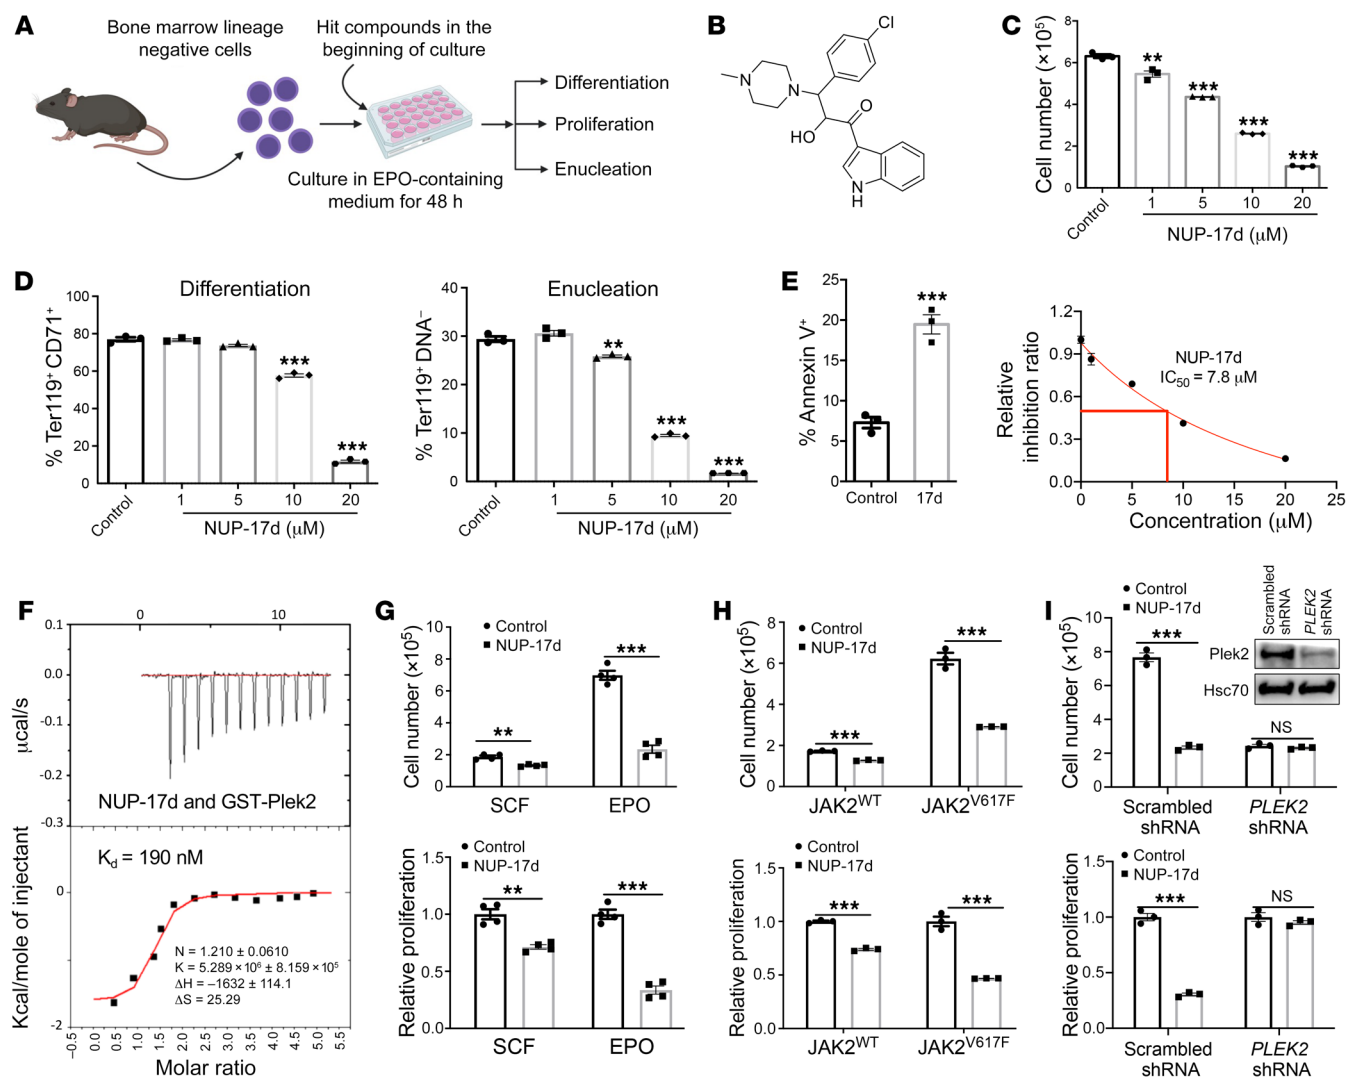 A
Bone marrow lineage
negative cells
Hit compounds in the
beginning of culture
Culture in EPO-containing
medium for 48 h
Differentiation
Proliferation
Enucleation
B
Cl
N
N
O
HO
N
H
C
Cell number (×10⁵)
8
6
4
2
0
**
***
***
***
Control
1
5
10
20
NUP-17d (μM)
D
Differentiation
% Ter119⁺ CD71⁺
100
80
60
40
20
0
***
***
Control
1
5
10
20
NUP-17d (μM)
Enucleation
% Ter119⁺ DNA⁻
40
30
20
10
0
**
***
***
Control
1
5
10
20
NUP-17d (μM)
E
% Annexin V⁺
25
20
15
10
5
0
***
Control
17d
Relative
inhibition ratio
1.2
0.9
0.6
0.3
0.0
NUP-17d
IC₅₀ = 7.8 μM
0
5
10
15
20
25
Concentration (μM)
F
0
10
μcal/s
0.1
0.0
-0.1
-0.2
-0.3
NUP-17d and GST-Plek2
Kcal/mole of injectant
K_d = 190 nM
0
-2
N = 1.210 ± 0.0610
K = 5.289 ×10⁶ ± 8.159 ×10⁵
ΔH = –1632 ± 114.1
ΔS = 25.29
-0.5
0.0
0.5
1.0
1.5
2.0
2.5
3.0
3.5
4.0
4.5
5.0
5.5
Molar ratio
G
Cell number (×10⁵)
10
8
6
4
2
0
Control
NUP-17d
**
***
SCF
EPO
Relative proliferation
1.5
1.0
0.5
0.0
Control
NUP-17d
**
***
SCF
EPO
H
Cell number (×10⁵)
8
6
4
2
0
Control
NUP-17d
***
***
JAK2ᵂᵀ
JAK2ⱽ⁶¹⁷ᶠ
Relative proliferation
1.5
1.0
0.5
0.0
Control
NUP-17d
***
***
JAK2ᵂᵀ
JAK2ⱽ⁶¹⁷ᶠ
I
Cell number (×10⁵)
10
8
6
4
2
0
Control
NUP-17d
***
NS
Scrambled
shRNA
PLEK2
shRNA
Plek2
Hsc70
Scrambled
shRNA
PLEK2
shRNA
Relative proliferation
1.5
1.0
0.5
0.0
Control
NUP-17d
***
NS
Scrambled
shRNA
PLEK2
shRNA